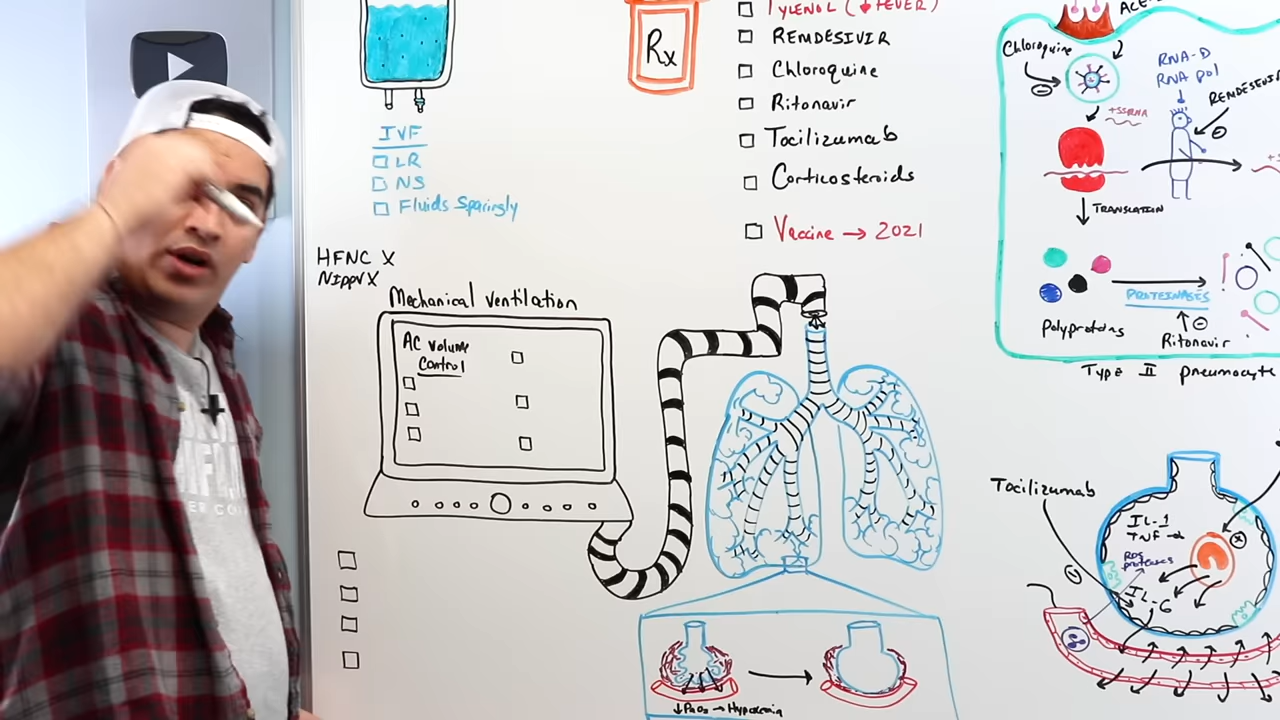 IVF
LR
NS
Fluids Sparingly
Rx
TYLENOL (↓ FEVER)
REMDESIVIR
Chloroquine
Ritonavir
Tocilizumab
Corticosteroids
Vaccine → 2021
HFNC X
NIPPV X
Mechanical ventilation
AC volume
Control
↓ PaO₂ → Hypoxemia
Chloroquine
RNA-D
RNA pol
+SSRNA
TRANSLATION
PROTEINASES
Polyproteins
Ritonavir
TYPE II pneumocyte
Tocilizumab
IL-1
TNF-α
ROS
proteases
IL-6